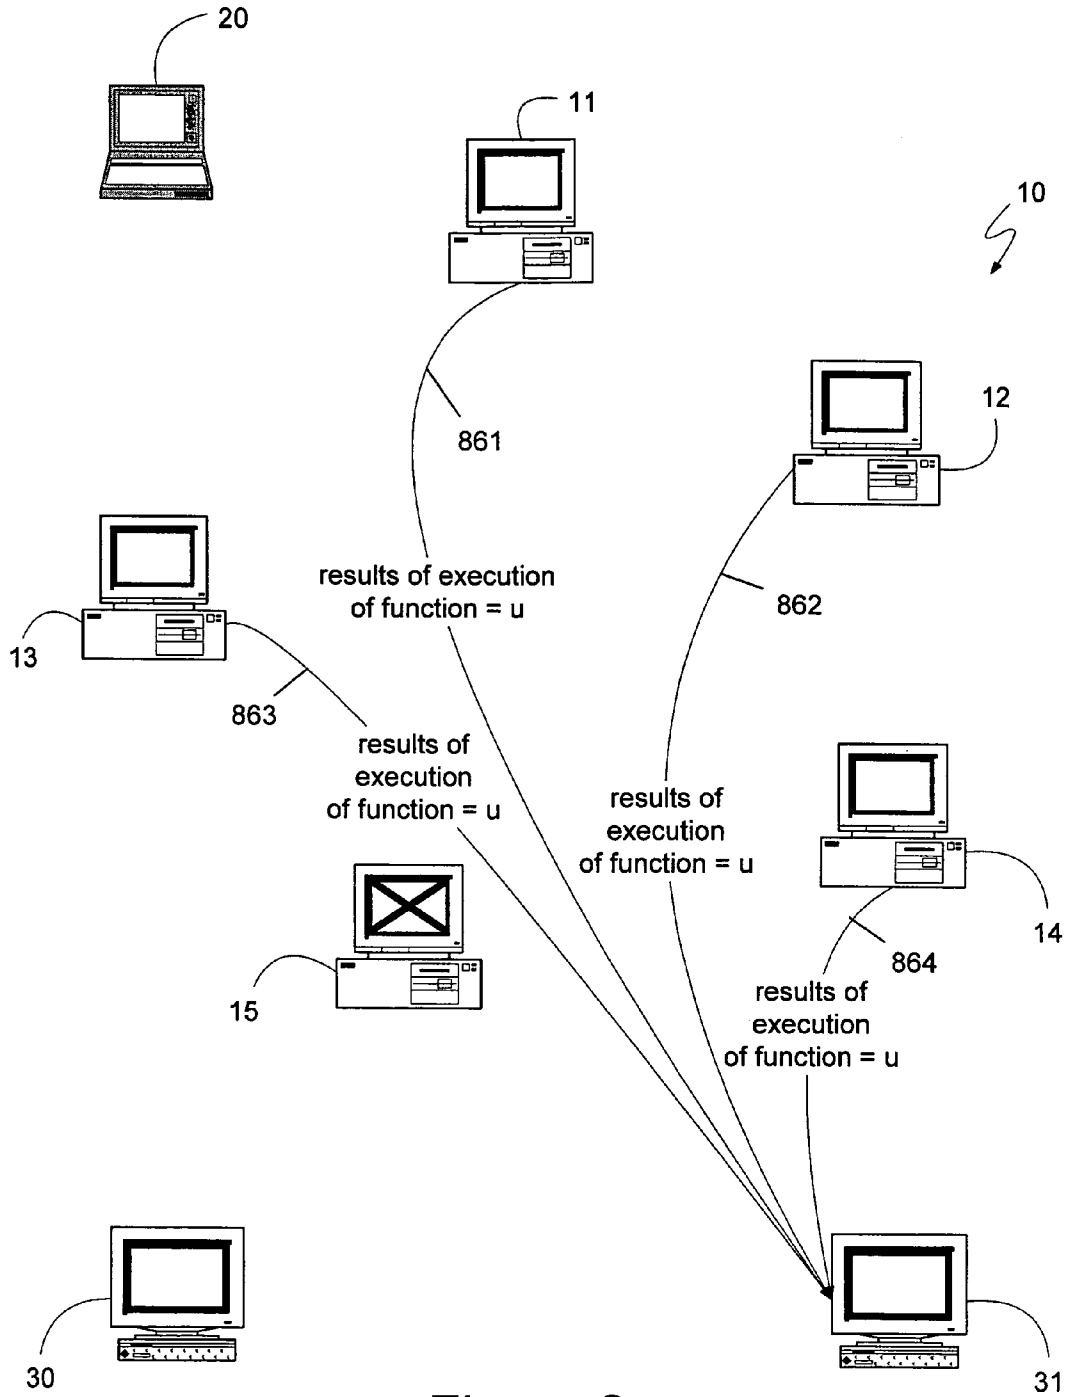 20
11
10
12
861
results of execution
of function = u
862
13
863
results of
execution
of function = u
results of
execution
of function = u
14
864
15
results of
execution
of function = u
30
31